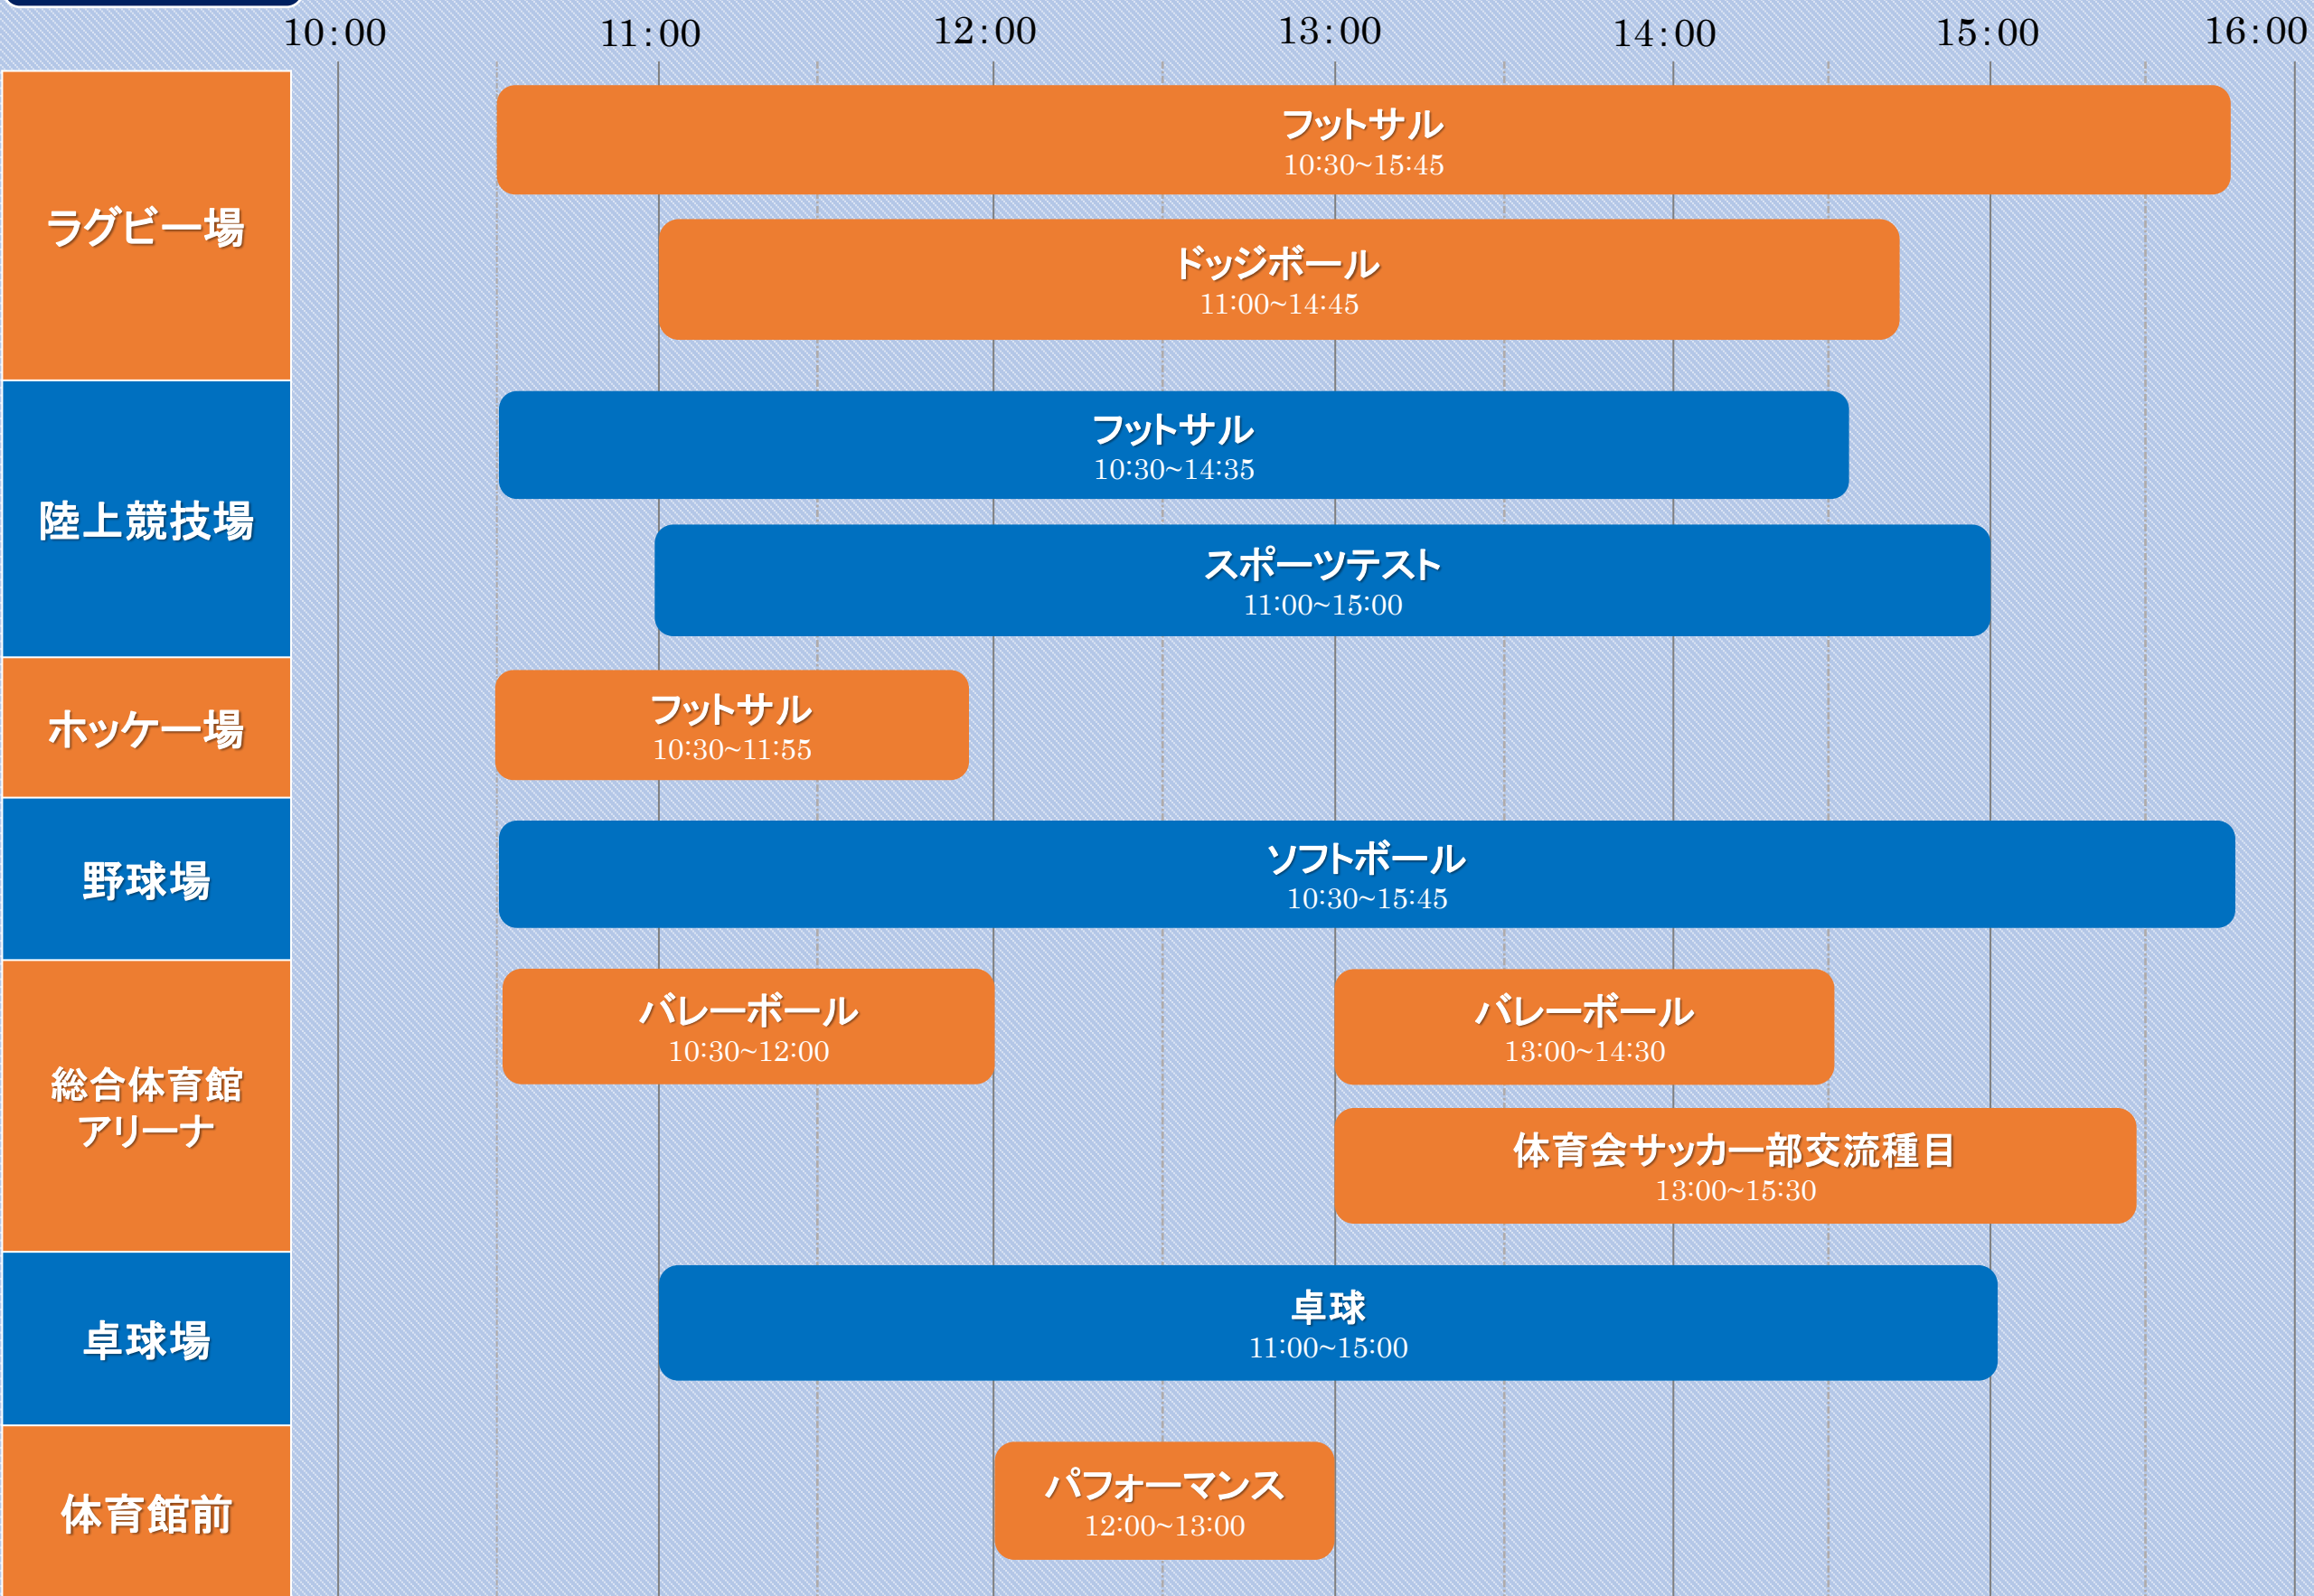 10:00 11:00 12:00 13:00 14:00 15:00 16:00
ラグビー場
フットサル
10:30~15:45
ドッジボール
11:00~14:45
陸上競技場
フットサル
10:30~14:35
スポーツテスト
11:00~15:00
ホッケー場
フットサル
10:30~11:55
野球場
ソフトボール
10:30~15:45
総合体育館
アリーナ
バレーボール
10:30~12:00
バレーボール
13:00~14:30
体育会サッカー部交流種目
13:00~15:30
卓球場
卓球
11:00~15:00
体育館前
パフォーマンス
12:00~13:00